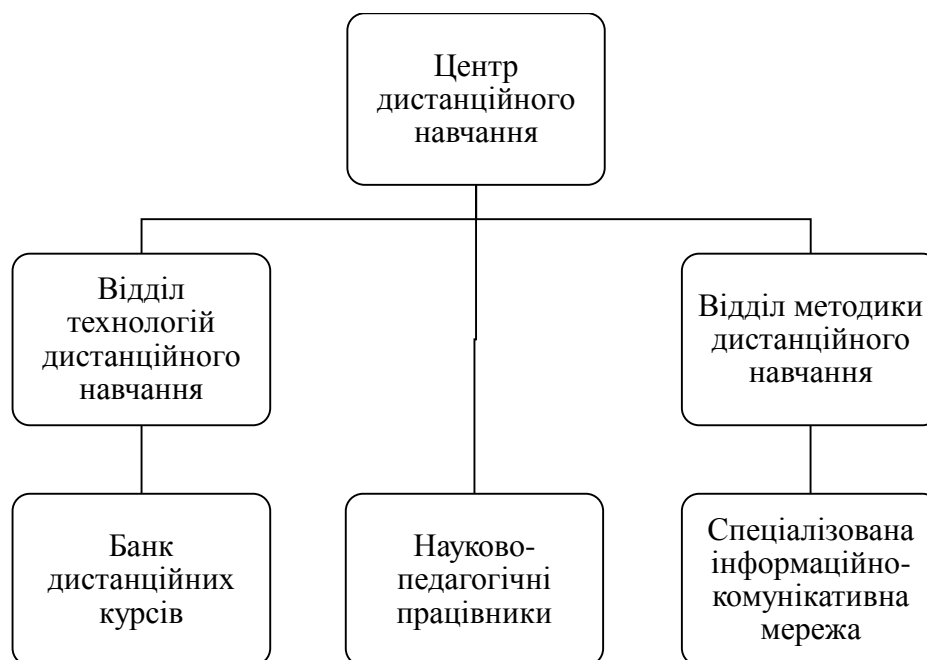 Центр
дистанційного
навчання
Відділ
технологій
дистанційного
навчання
Відділ методики
дистанційного
навчання
Банк
дистанційних
курсів
Науково-
педагогічні
працівники
Спеціалізована
інформаційно-
комунікативна
мережа